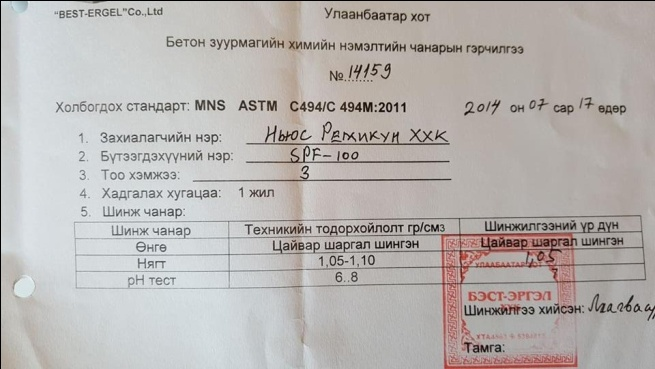 "BEST-ERGEL"Co.,Ltd Улаанбаатар хот
Бетон зуурмагийн химийн нэмэлтийн чанарын гэрчилгээ
№ 14159
Холбогдох стандарт: MNS ASTM C494/C 494M:2011 2014 он 07 сар 17 өдөр
1. Захиалагчийн нэр: Ньюс Ремикун ХХК
2. Бүтээгдэхүүний нэр: SPF-100
3. Тоо хэмжээ: 3
4. Хадгалах хугацаа: 1 жил
5. Шинж чанар:
Шинж чанар Техникийн тодорхойлолт гр/см3 Шинжилгээний үр дүн
Өнгө Цайвар шаргал шингэн Цайвар шаргал шингэн
Нягт 1,05-1,10 1,05
pH тест 6..8
УЛААНБААТАР ХОТ
БЭСТ-ЭРГЭЛ
ХХК
Шинжилгээ хийсэн:
Тамга: